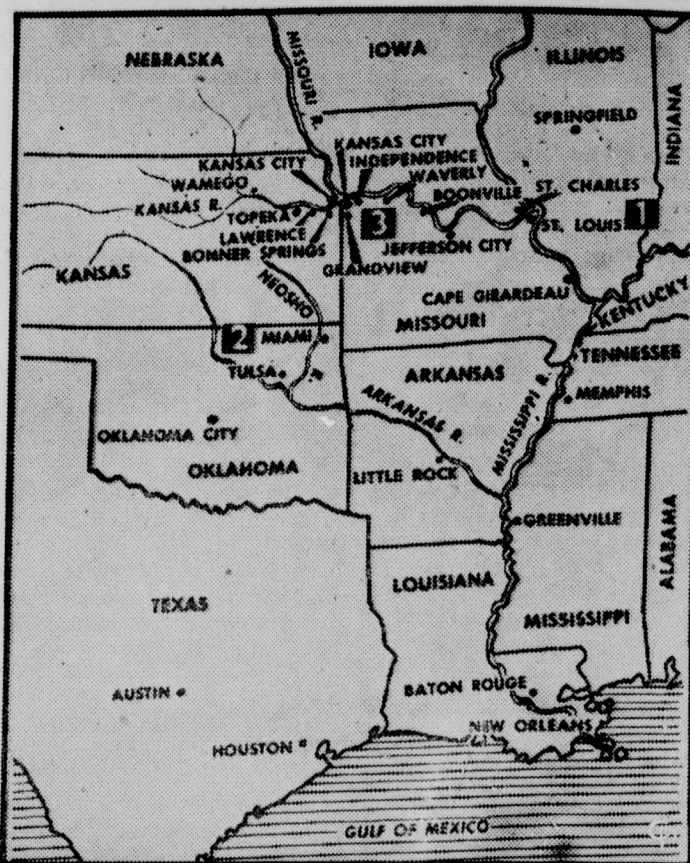 NEBRASKA
MISSOURI R.
IOWA
ILLINOIS
INDIANA
SPRINGFIELD
KANSAS CITY
KANSAS CITY
INDEPENDENCE
WAVERLY
WAMEGO
BOONVILLE
ST. CHARLES
KANSAS R.
TOPEKA
3
ST. LOUIS
1
LAWRENCE
JEFFERSON CITY
BONNER SPRINGS
GRANDVIEW
KANSAS
NEOSHO
CAPE GIRARDEAU
KENTUCKY
MISSOURI
2
MIAMI
TENNESSEE
TULSA
ARKANSAS
MEMPHIS
ARKANSAS R.
MISSISSIPPI R.
OKLAHOMA CITY
OKLAHOMA
LITTLE ROCK
GREENVILLE
ALABAMA
LOUISIANA
TEXAS
MISSISSIPPI
AUSTIN
BATON ROUGE
NEW ORLEANS
HOUSTON
GULF OF MEXICO